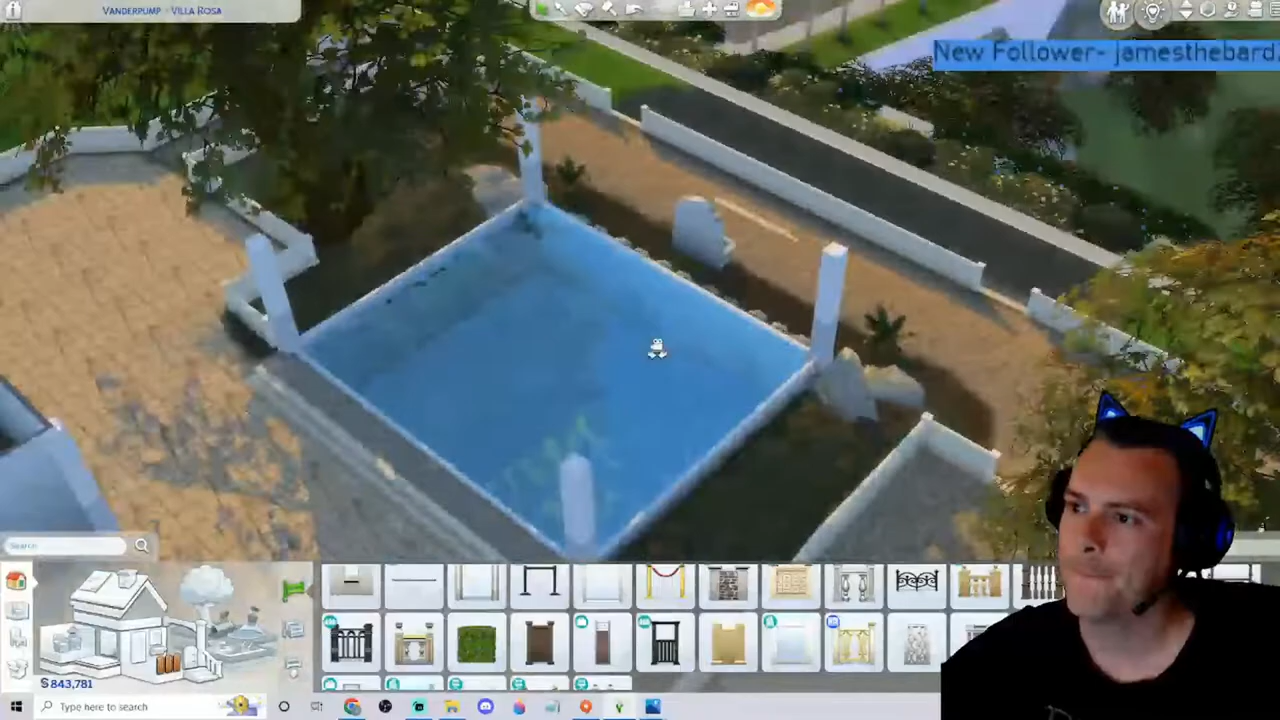 VANDERPUMP - VILLA ROSA
New Follower- jamesthebard
Search
§843,781
Type here to search